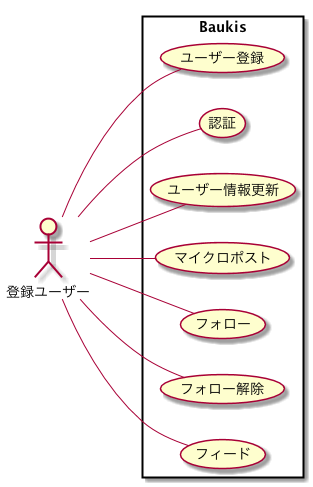 Baukis
ユーザー登録
認証
ユーザー情報更新
マイクロポスト
登録ユーザー
フォロー
フォロー解除
フィード